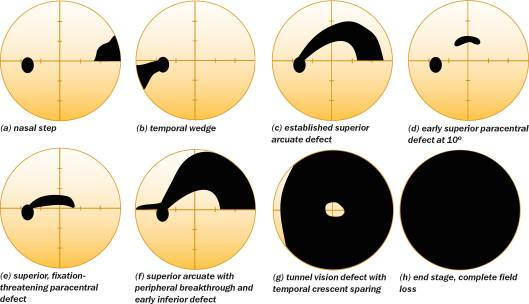 (a) nasal step
(b) temporal wedge
(c) established superior
arcuate defect
(d) early superior paracentral
defect at 10º
(e) superior, fixation-
threatening paracentral
defect
(f) superior arcuate with
peripheral breakthrough and
early inferior defect
(g) tunnel vision defect with
temporal crescent sparing
(h) end stage, complete field
loss